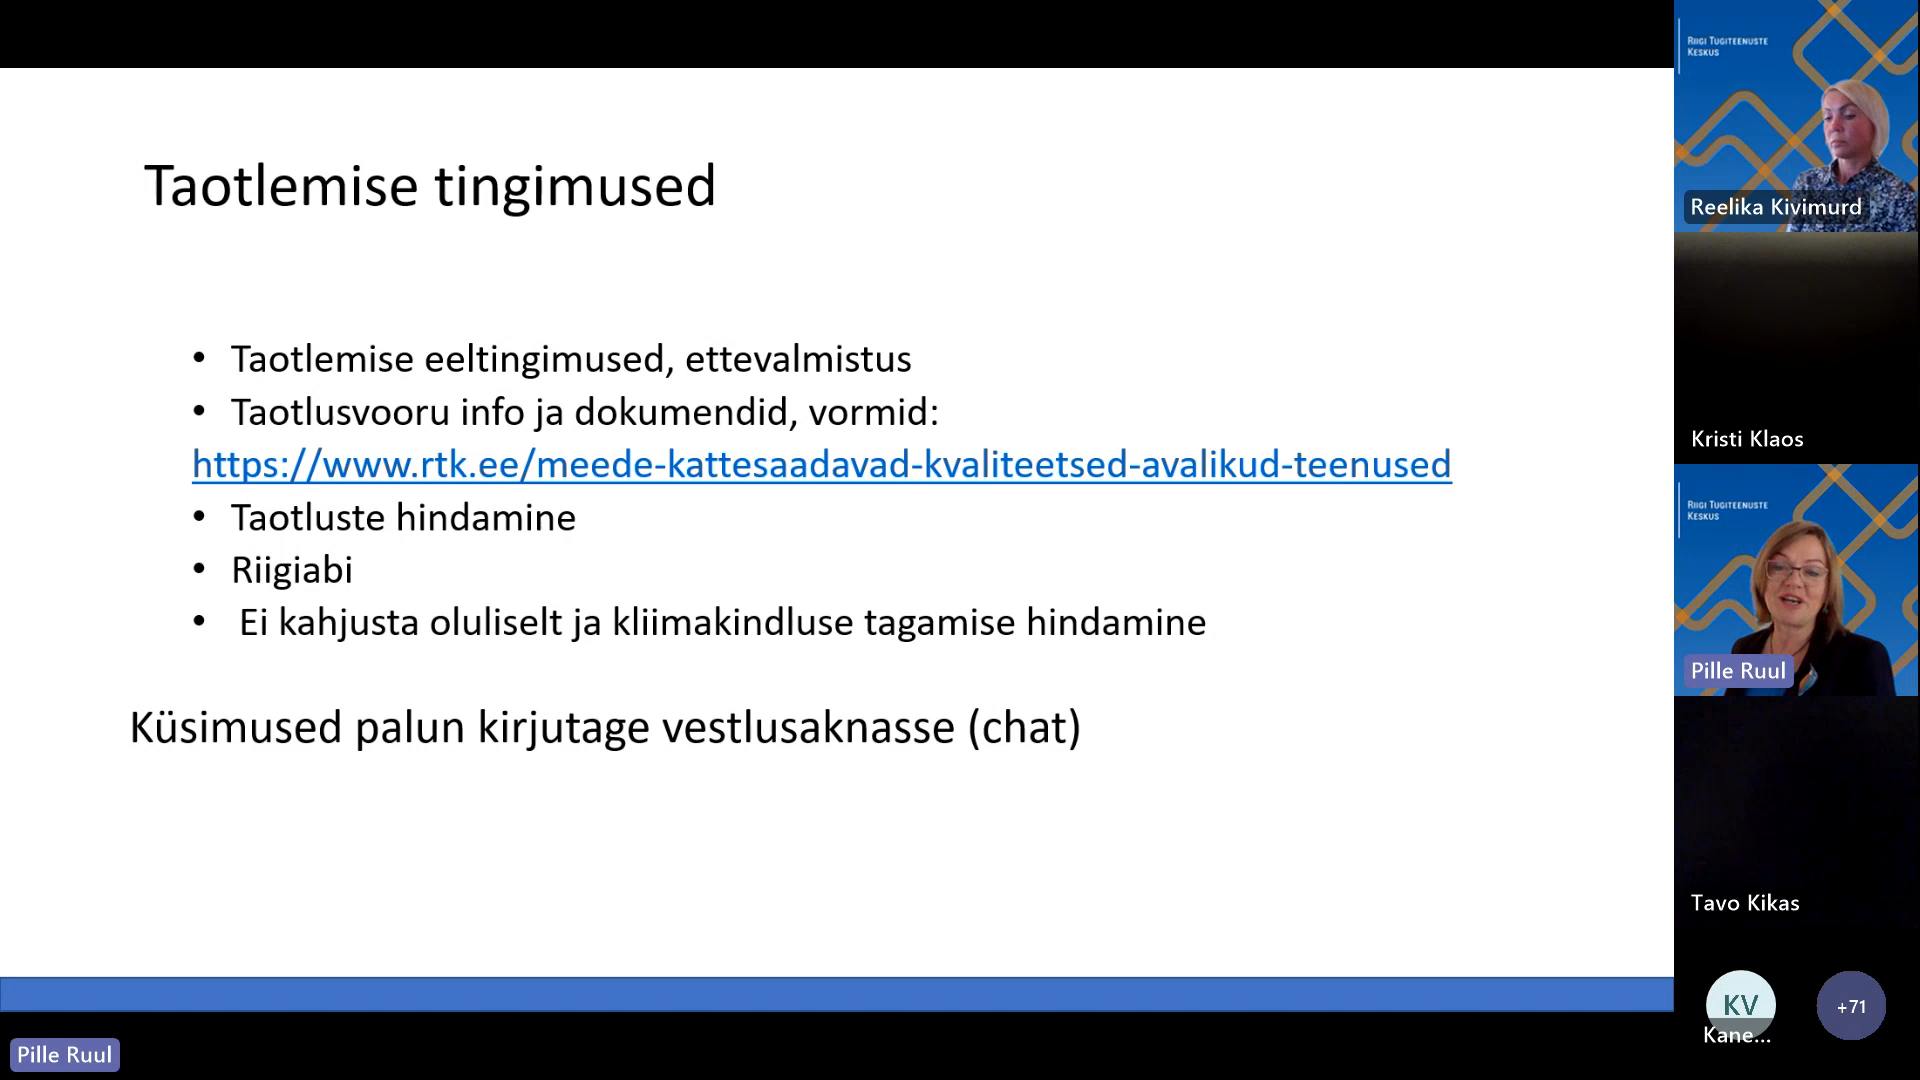 Taotlemise tingimused
• Taotlemise eeltingimused, ettevalmistus
• Taotlusvooru info ja dokumendid, vormid:
https://www.rtk.ee/meede-kattesaadavad-kvaliteetsed-avalikud-teenused
• Taotluste hindamine
• Riigiabi
• Ei kahjusta oluliselt ja kliimakindluse tagamise hindamine
Küsimused palun kirjutage vestlusaknasse (chat)
Pille Ruul
RIIGI TUGITEENUSTE
KESKUS
Reelika Kivimurd
Kristi Klaos
RIIGI TUGITEENUSTE
KESKUS
Pille Ruul
Tavo Kikas
KV
Kane...
+71